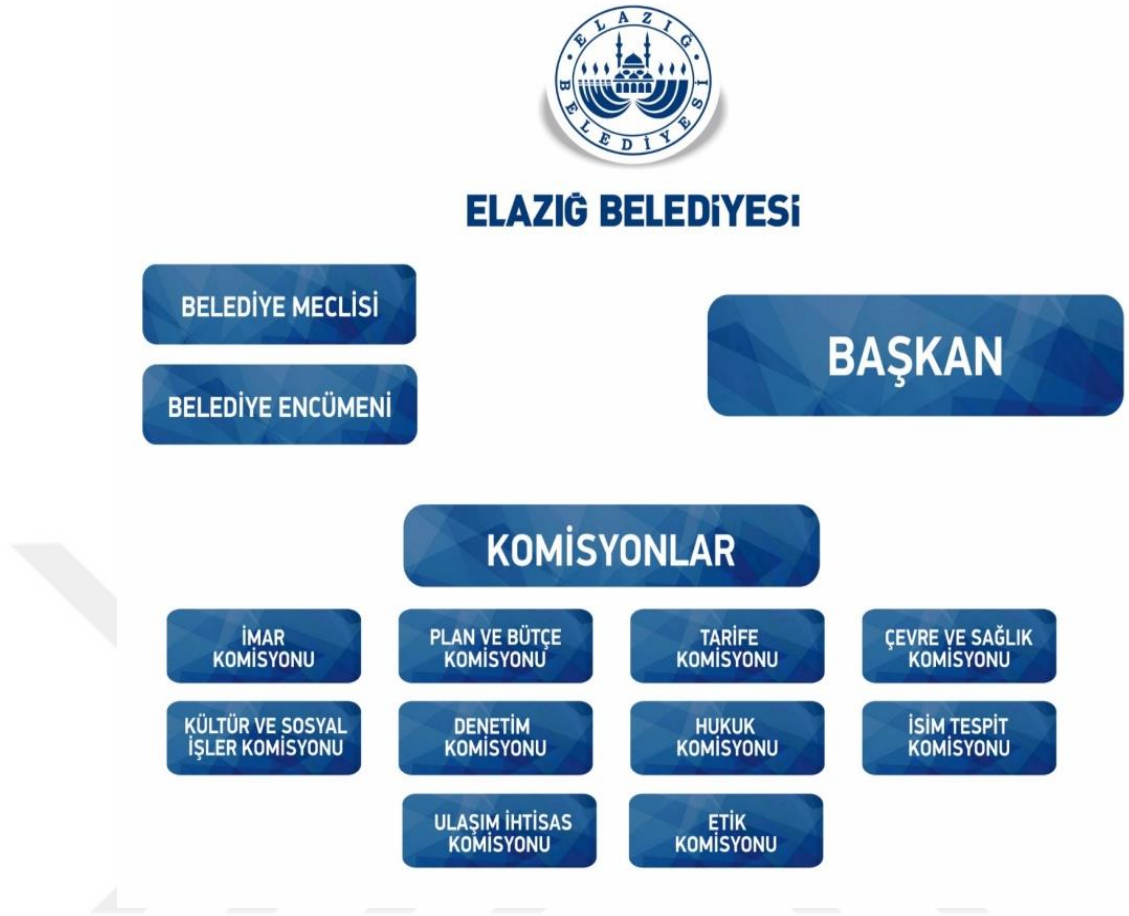 ELAZIĞ
BELEDİYESİ
ELAZIĞ BELEDİYESİ
BELEDİYE MECLİSİ
BELEDİYE ENCÜMENİ
BAŞKAN
KOMİSYONLAR
İMAR
KOMİSYONU
PLAN VE BÜTÇE
KOMİSYONU
TARİFE
KOMİSYONU
ÇEVRE VE SAĞLIK
KOMİSYONU
KÜLTÜR VE SOSYAL
İŞLER KOMİSYONU
DENETİM
KOMİSYONU
HUKUK
KOMİSYONU
İSİM TESPİT
KOMİSYONU
ULAŞIM İHTİSAS
KOMİSYONU
ETİK
KOMİSYONU